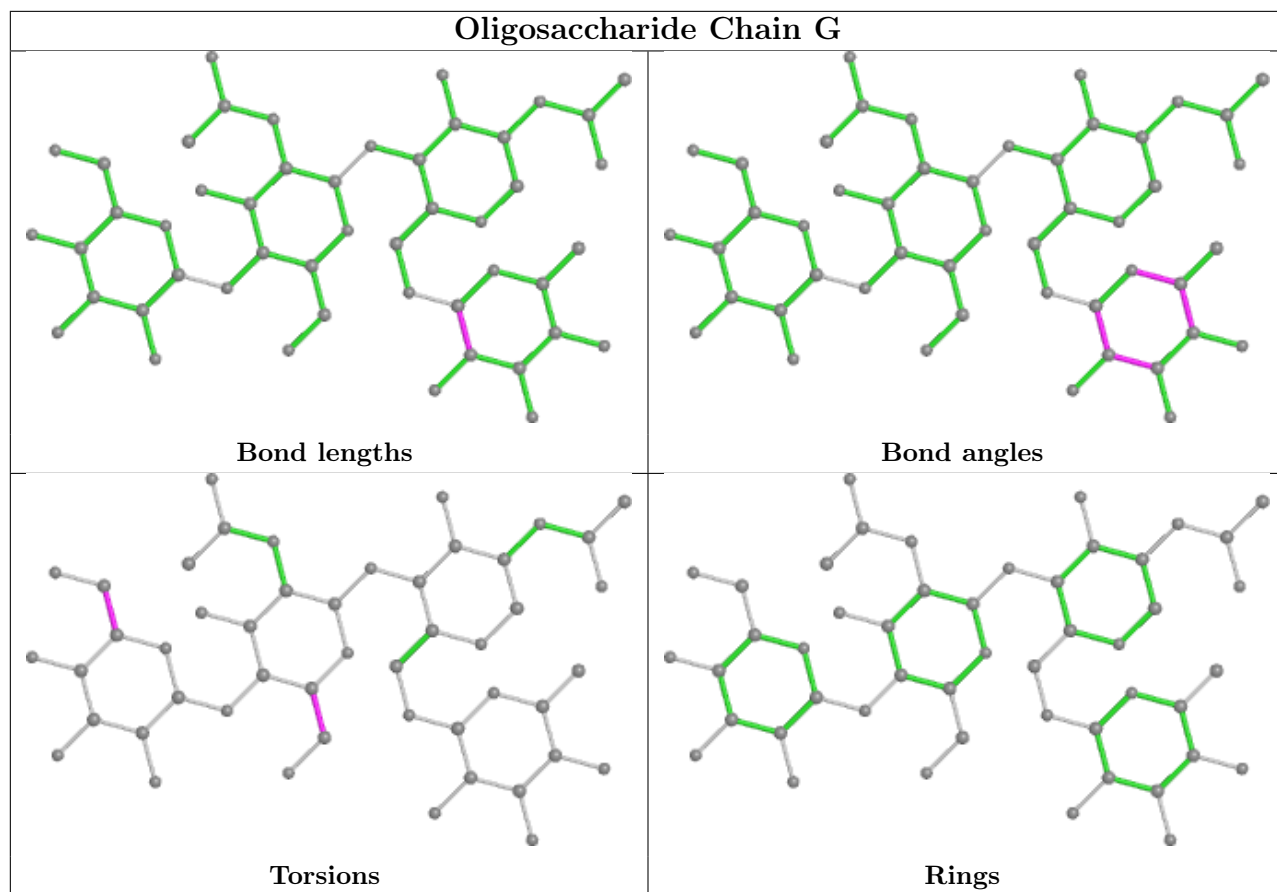 Oligosaccharide Chain G
Bond lengths
Bond angles
Torsions
Rings